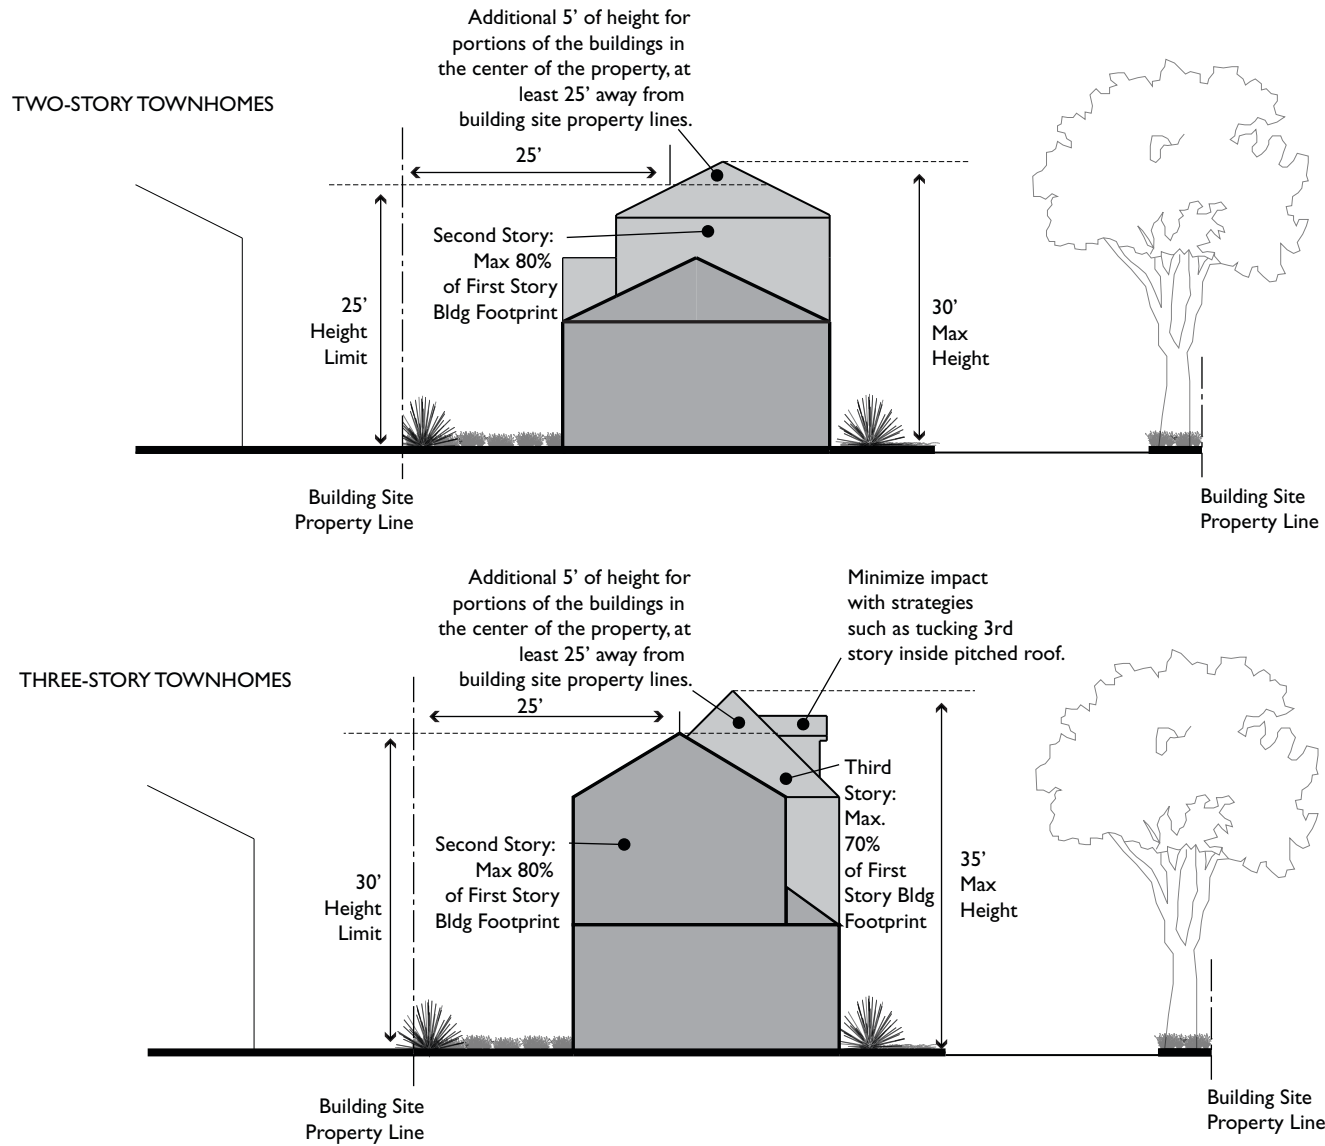 Additional 5’ of height for
portions of the buildings in
the center of the property, at
least 25’ away from
building site property lines.
TWO-STORY TOWNHOMES
25’
Second Story:
Max 80%
of First Story
Bldg Footprint
25’
Height
Limit
30’
Max
Height
Building Site
Property Line
Building Site
Property Line
Additional 5’ of height for
portions of the buildings in
the center of the property, at
least 25’ away from
building site property lines.
Minimize impact
with strategies
such as tucking 3rd
story inside pitched roof.
THREE-STORY TOWNHOMES
25’
Third
Story:
Max.
70%
of First
Story Bldg
Footprint
Second Story:
Max 80%
of First Story
Bldg Footprint
30’
Height
Limit
35’
Max
Height
Building Site
Property Line
Building Site
Property Line